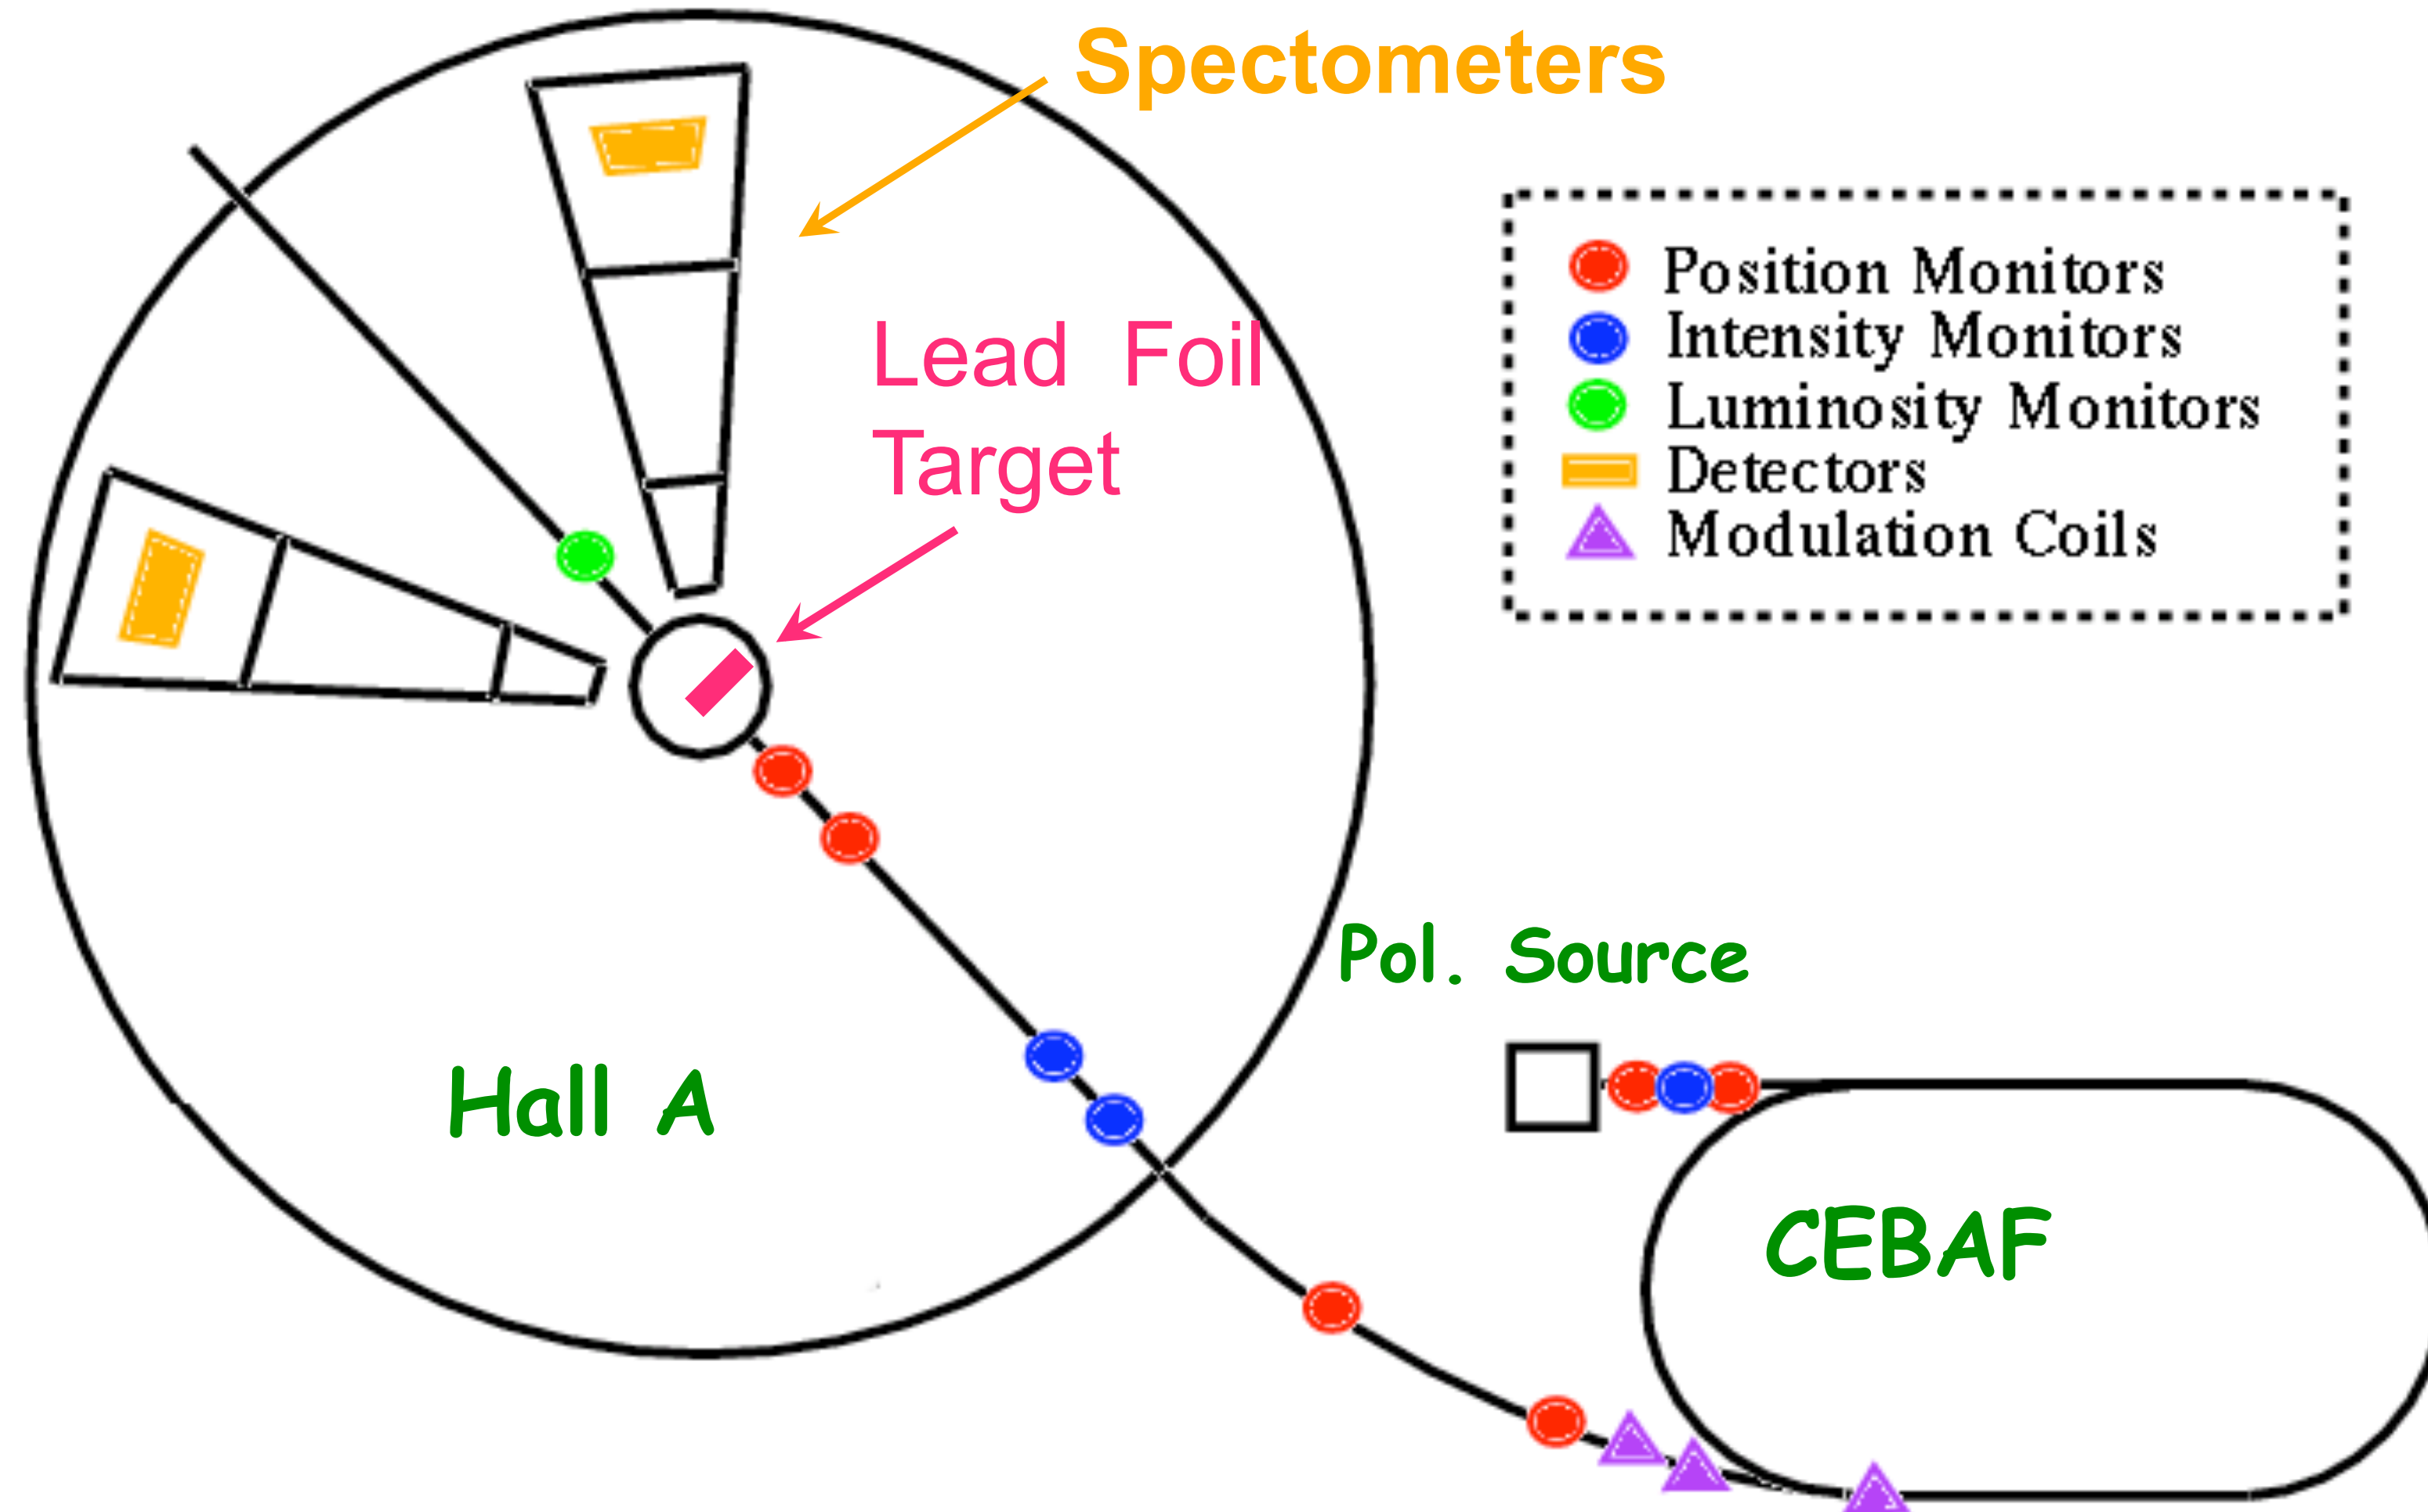 Spectometers
Lead Foil
Target
Position Monitors
Intensity Monitors
Luminosity Monitors
Detectors
Modulation Coils
Pol. Source
Hall A
CEBAF